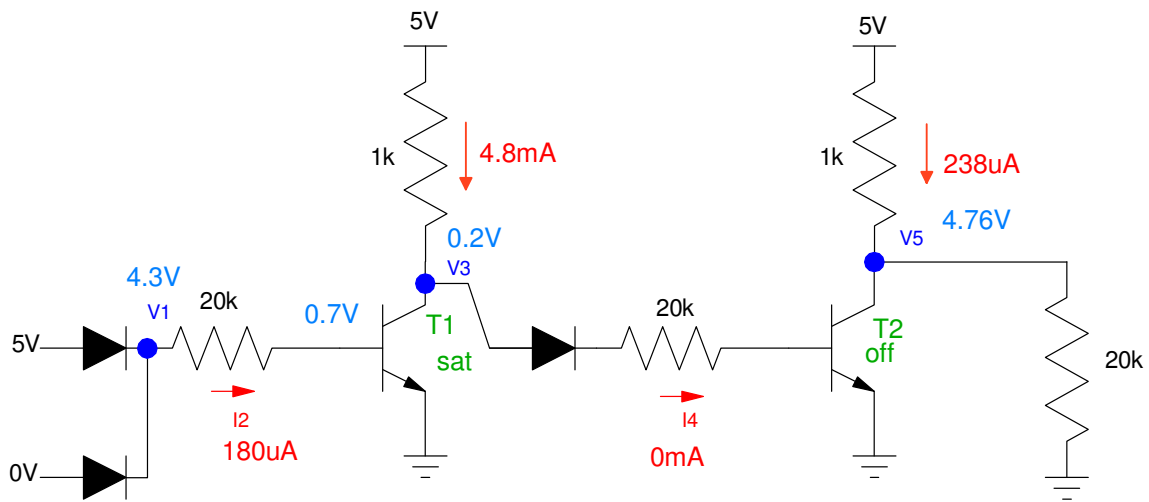 5V
5V
1k
4.8mA
1k
238uA
0.2V
4.76V
V3
V5
4.3V
V1
20k
0.7V
T1
sat
20k
T2
off
5V
20k
I2
180uA
I4
0mA
0V